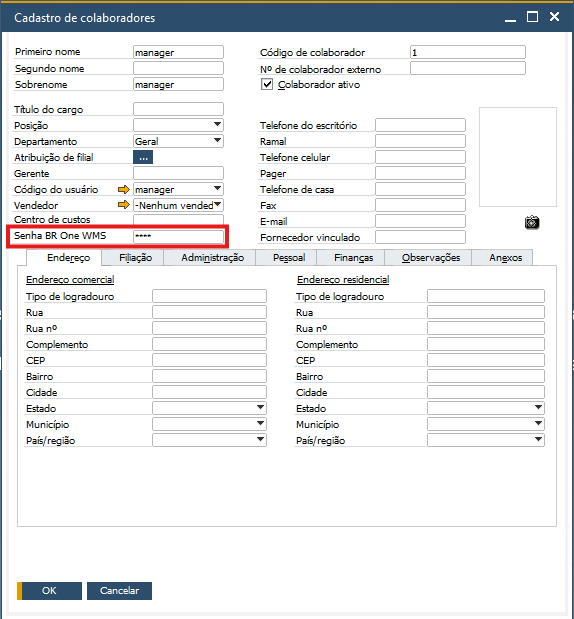 Cadastro de colaboradores
Primeiro nome manager Código de colaborador 1
Segundo nome Nº de colaborador externo
Sobrenome manager Colaborador ativo
Título do cargo
Posição Telefone do escritório
Departamento Geral Ramal
Atribuição de filial ... Telefone celular
Gerente Pager
Código do usuário manager Telefone de casa
Vendedor -Nenhum vended Fax
Centro de custos E-mail
Senha BR One WMS **** Fornecedor vinculado
Endereço Filiação Administração Pessoal Finanças Observações Anexos
Endereço comercial Endereço residencial
Tipo de logradouro Tipo de logradouro
Rua Rua
Rua nº Rua nº
Complemento Complemento
CEP CEP
Bairro Bairro
Cidade Cidade
Estado Estado
Município Município
País/região País/região
OK Cancelar